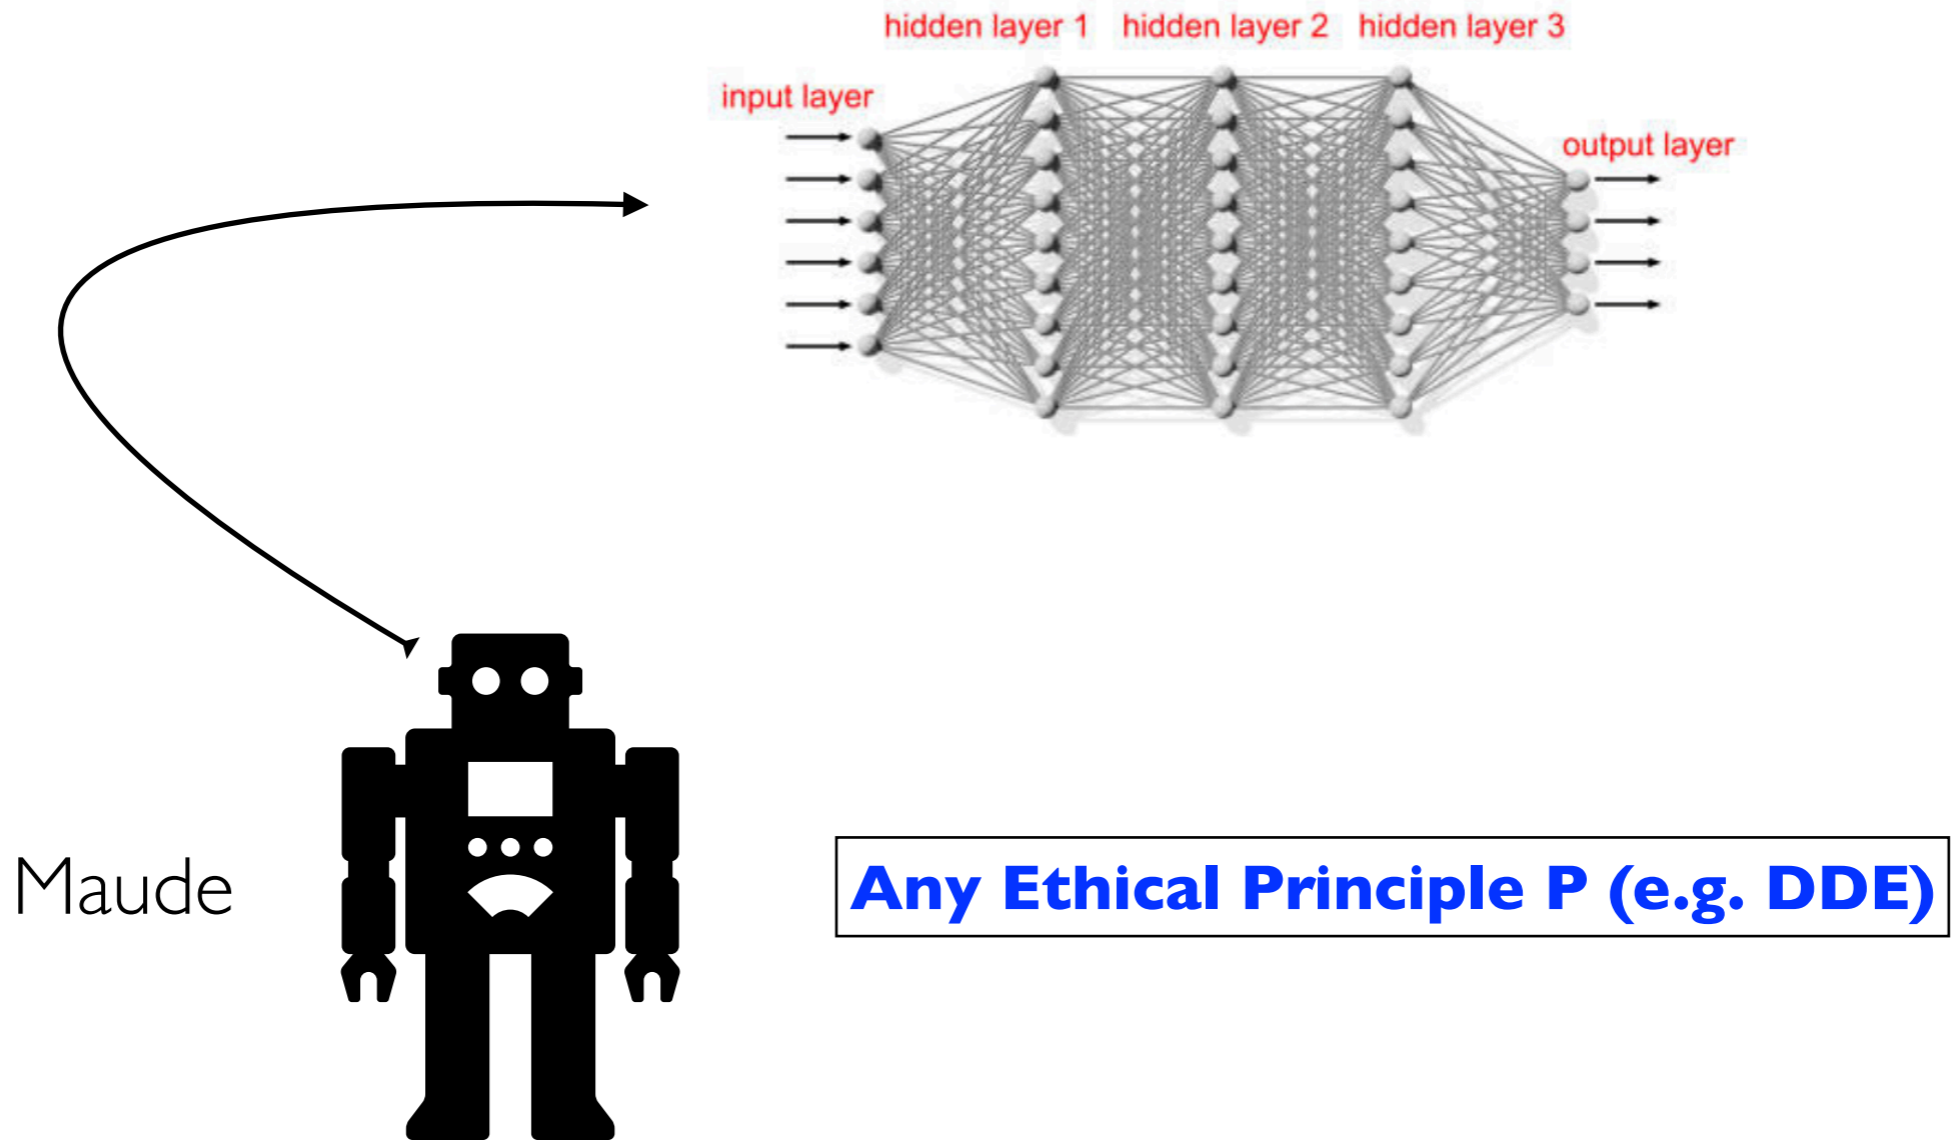 hidden layer 1 hidden layer 2 hidden layer 3
input layer
output layer
Maude
Any Ethical Principle P (e.g. DDE)